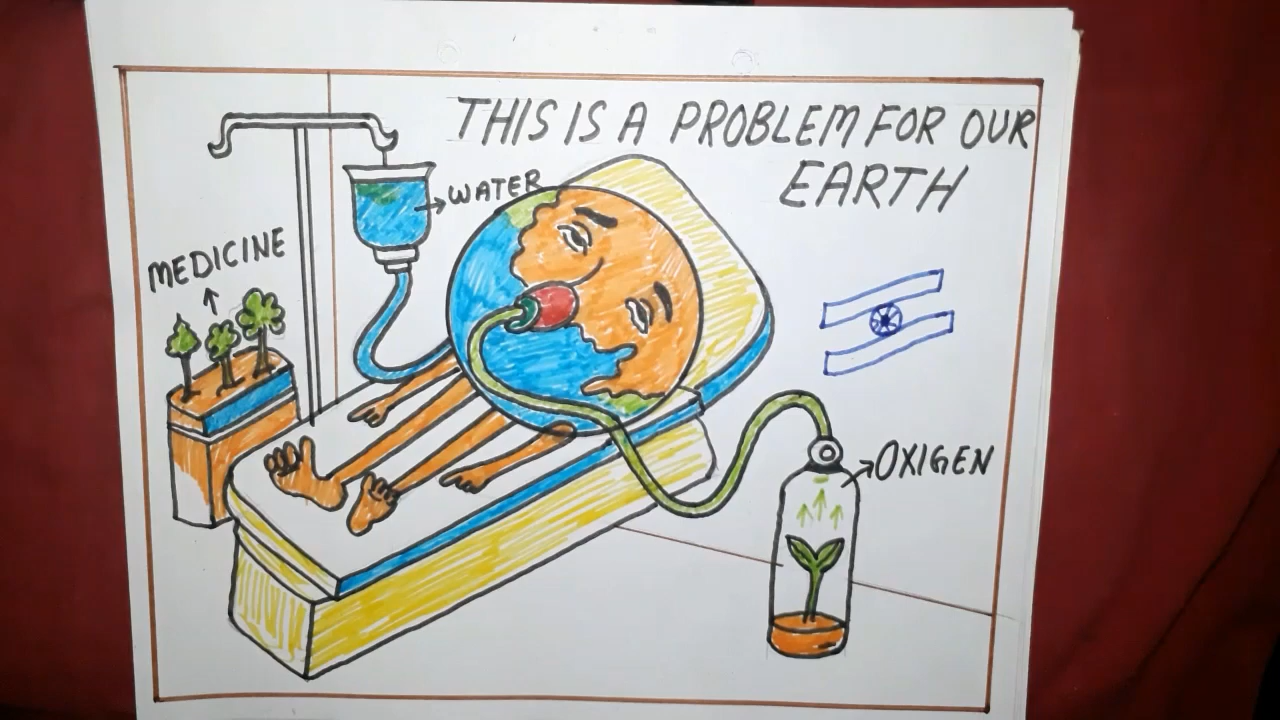 THIS IS A PROBLEM FOR OUR
EARTH
WATER
MEDICINE
OXIGEN